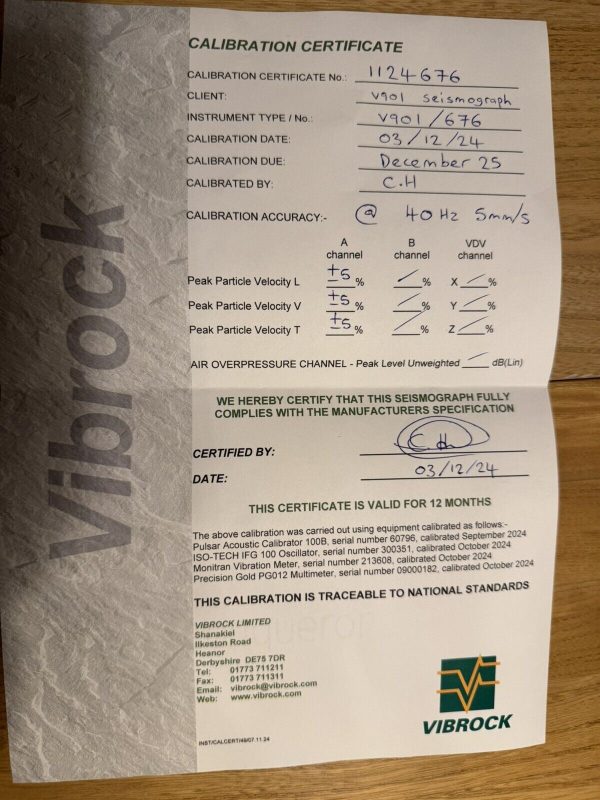 Vibrock
CALIBRATION CERTIFICATE
CALIBRATION CERTIFICATE No.: 1124676
CLIENT: V901 seismograph
INSTRUMENT TYPE / No.: V901/676
CALIBRATION DATE: 03/12/24
CALIBRATION DUE: December 25
CALIBRATED BY: C.H
CALIBRATION ACCURACY:- @ 40Hz 5mm/s
A channel B channel VDV channel
Peak Particle Velocity L ±5 % / % X / %
Peak Particle Velocity V ±5 % / % Y / %
Peak Particle Velocity T ±5 % / % Z / %
AIR OVERPRESSURE CHANNEL - Peak Level Unweighted / dB(Lin)
WE HEREBY CERTIFY THAT THIS SEISMOGRAPH FULLY
COMPLIES WITH THE MANUFACTURERS SPECIFICATION
CERTIFIED BY:
DATE: 03/12/24
THIS CERTIFICATE IS VALID FOR 12 MONTHS
The above calibration was carried out using equipment calibrated as follows:-
Pulsar Acoustic Calibrator 100B, serial number 60796, calibrated September 2024
ISO-TECH IFG 100 Oscillator, serial number 300351, calibrated October 2024
Monitran Vibration Meter, serial number 213608, calibrated October 2024
Precision Gold PG012 Multimeter, serial number 09000182, calibrated October 2024
THIS CALIBRATION IS TRACEABLE TO NATIONAL STANDARDS
VIBROCK LIMITED
Shanakiel
Ilkeston Road
Heanor
Derbyshire DE75 7DR
Tel: 01773 711211
Fax: 01773 711311
Email: vibrock@vibrock.com
Web: www.vibrock.com
VIBROCK
INST/CALCERT/49/07.11.24